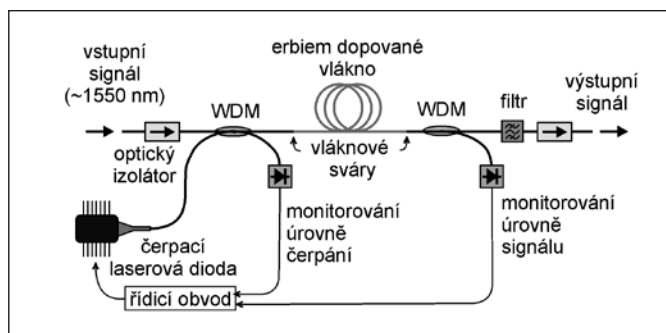 vstupní
signál
(~1550 nm)
optický
izolátor
WDM
erbiem dopované
vlákno
vláknové
sváry
WDM
filtr
výstupní
signál
monitorování
úrovně
čerpání
monitorování
úrovně
signálu
čerpací
laserová dioda
řídicí obvod